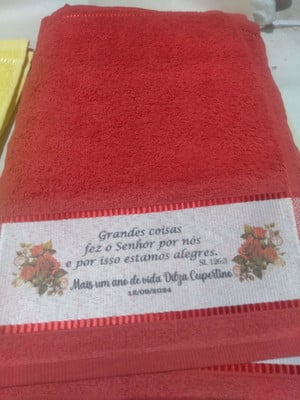 Grandes coisas
fez o Senhor por nós
e por isso estamos alegres.
SL 126:3
Mais um ano de vida Dilza Cupertino
12/09/2024